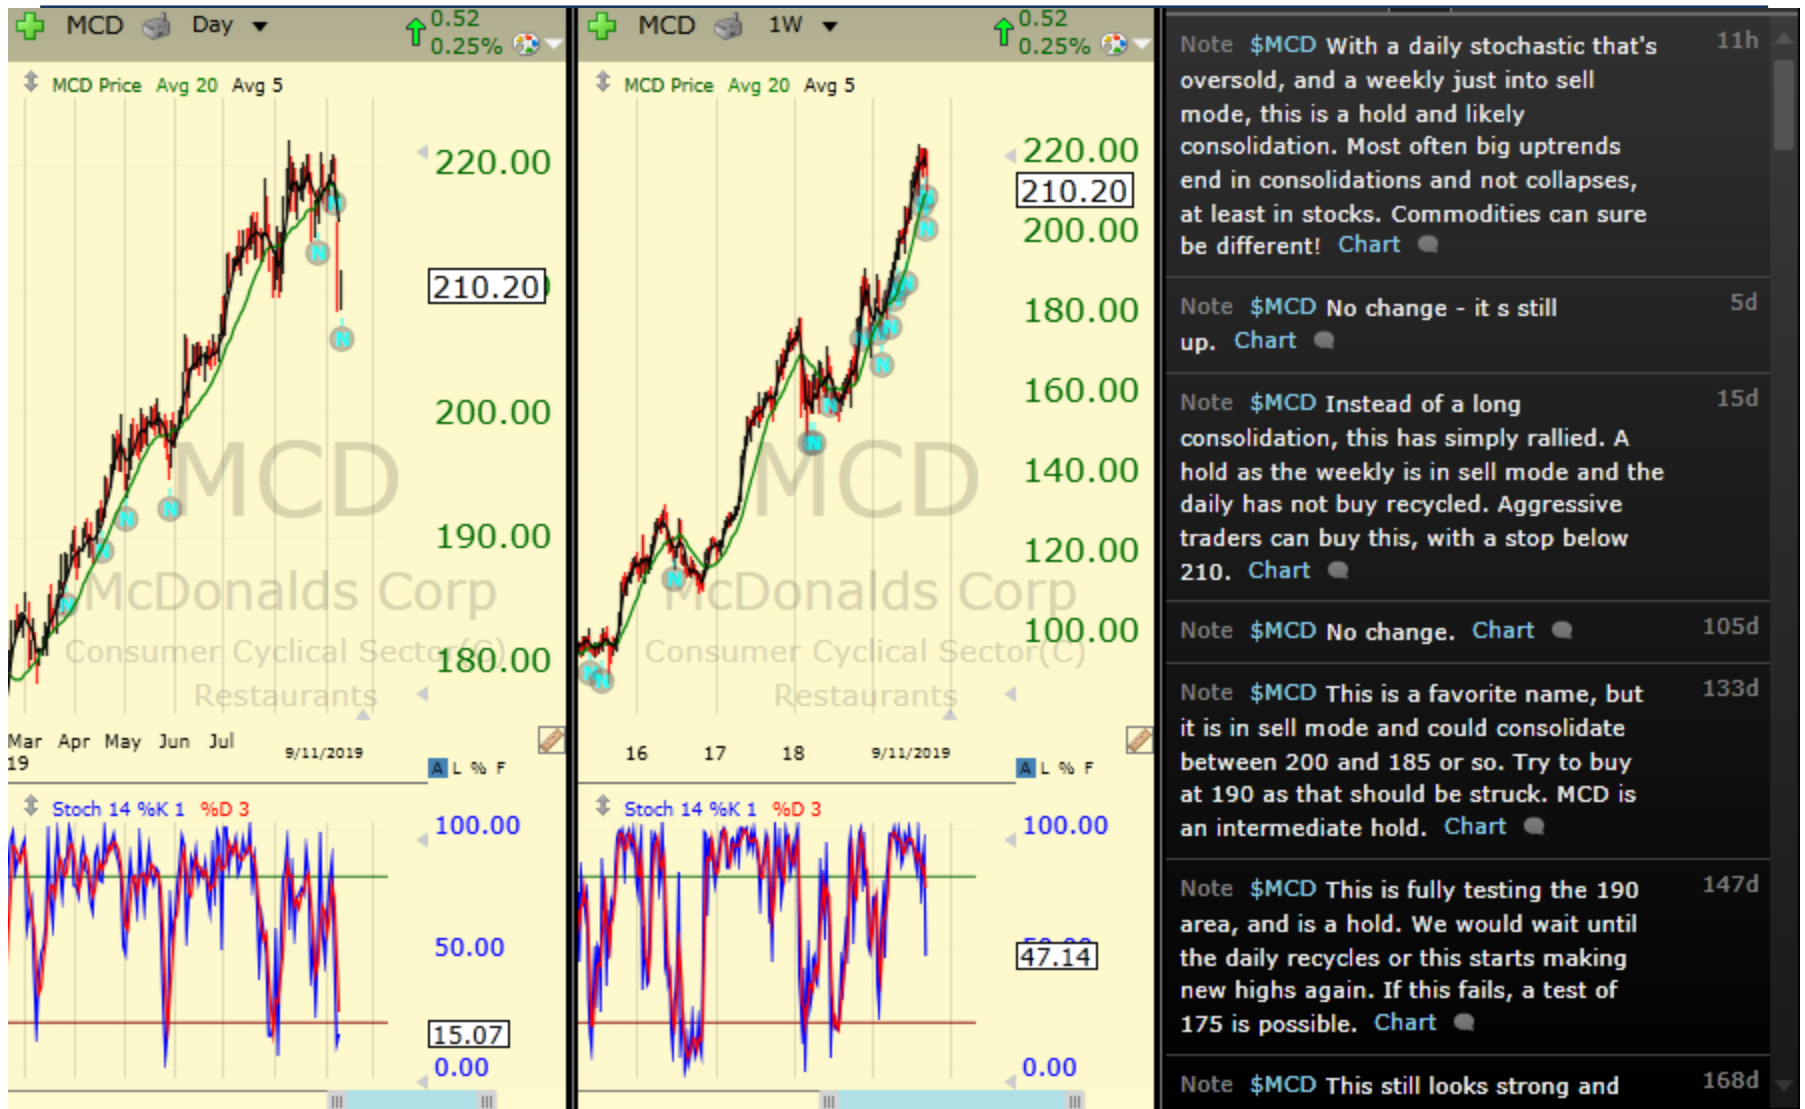 MCD Day
0.52
0.25%
MCD Price Avg 20 Avg 5
220.00
210.20
200.00
190.00
180.00
MCD
McDonalds Corp
Consumer Cyclical Sector(C)
Restaurants
Mar Apr May Jun Jul
19
9/11/2019
A L % F
Stoch 14 %K 1 %D 3
100.00
50.00
15.07
0.00
N
N
N
N
N
N
N
N
MCD 1W
0.52
0.25%
MCD Price Avg 20 Avg 5
220.00
210.20
200.00
180.00
160.00
140.00
120.00
100.00
MCD
McDonalds Corp
Consumer Cyclical Sector(C)
Restaurants
16 17 18 9/11/2019
A L % F
Stoch 14 %K 1 %D 3
100.00
47.14
0.00
Note $MCD With a daily stochastic that's 11h
oversold, and a weekly just into sell
mode, this is a hold and likely
consolidation. Most often big uptrends
end in consolidations and not collapses,
at least in stocks. Commodities can sure
be different! Chart
Note $MCD No change - it s still 5d
up. Chart
Note $MCD Instead of a long 15d
consolidation, this has simply rallied. A
hold as the weekly is in sell mode and the
daily has not buy recycled. Aggressive
traders can buy this, with a stop below
210. Chart
Note $MCD No change. Chart 105d
Note $MCD This is a favorite name, but 133d
it is in sell mode and could consolidate
between 200 and 185 or so. Try to buy
at 190 as that should be struck. MCD is
an intermediate hold. Chart
Note $MCD This is fully testing the 190 147d
area, and is a hold. We would wait until
the daily recycles or this starts making
new highs again. If this fails, a test of
175 is possible. Chart
Note $MCD This still looks strong and 168d